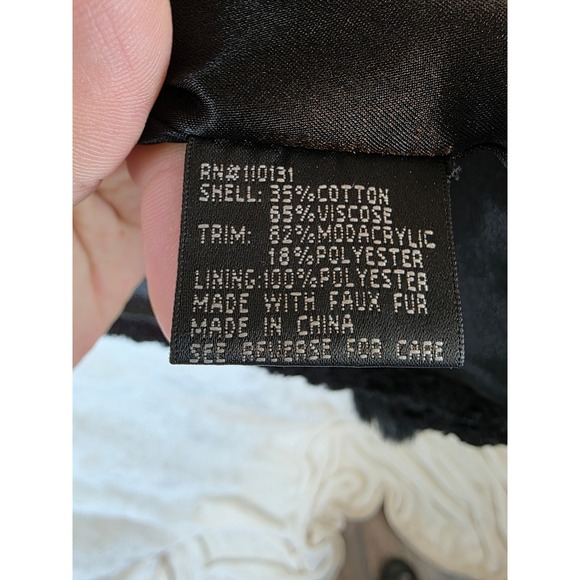 RN#110131
SHELL: 35%COTTON
65%VISCOSE
TRIM: 82%MODACRYLIC
18%POLYESTER
LINING:100%POLYESTER
MADE WITH FAUX FUR
MADE IN CHINA
SEE REVERSE FOR CARE